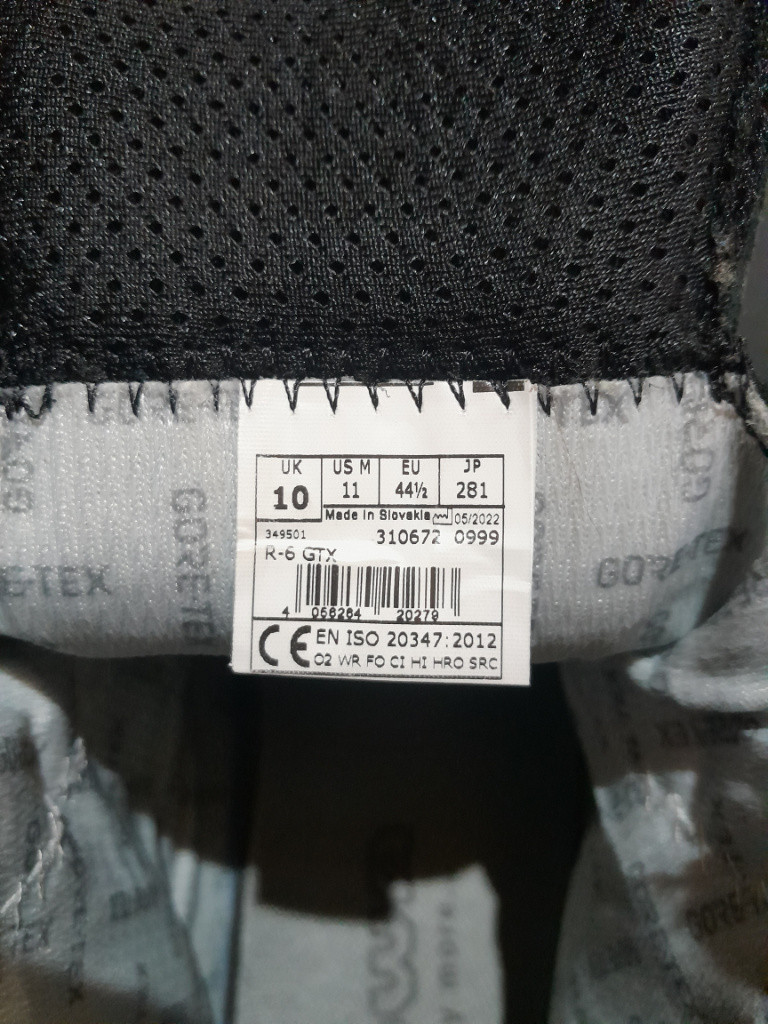 GORE-TEX
UK US M EU JP
10 11 44½ 281
Made in Slovakia 05/2022
349501 310672 0999
R-6 GTX
4 058284 20279
CE EN ISO 20347:2012
O2 WR FO CI HI HRO SRC
GORE-TEX
GORE-TEX
y more.